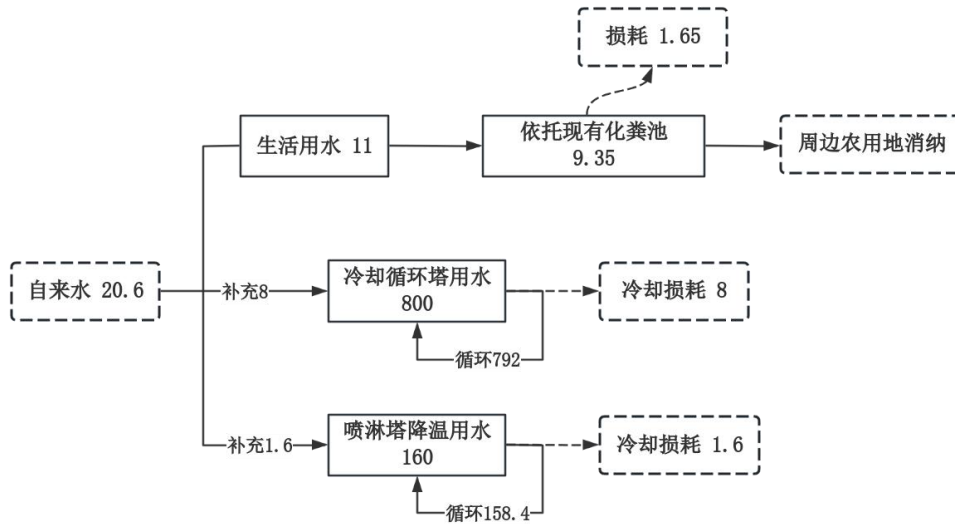 损耗 1.65
生活用水 11
依托现有化粪池
9.35
周边农用地消纳
自来水 20.6
补充8
冷却循环塔用水
800
冷却损耗 8
循环792
补充1.6
喷淋塔降温用水
160
冷却损耗 1.6
循环158.4